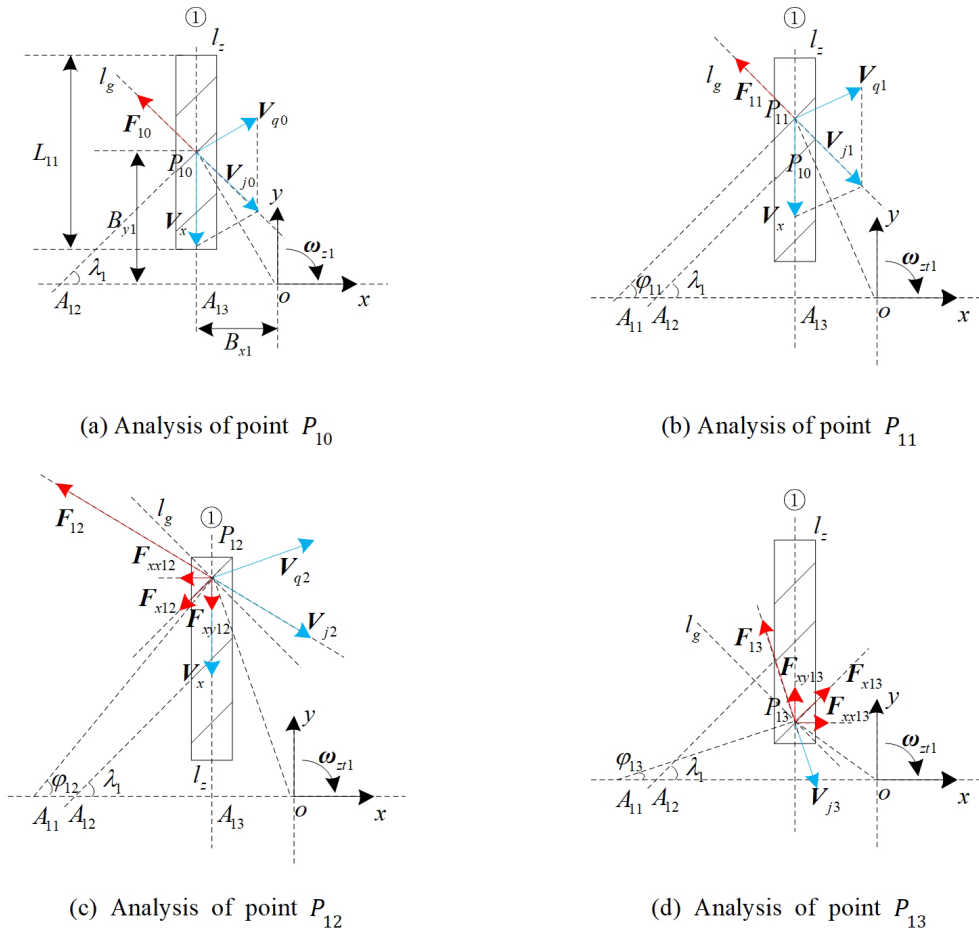 ①
l_z
l_g
F_10
V_q0
L_11
P_10
V_j0
B_y1
V_x
y
ω_z1
λ_1
A_12
A_13
o
x
B_x1
(a) Analysis of point P_10
①
l_z
l_g
F_11
P_11
V_q1
P_10
V_j1
V_x
y
ω_zt1
φ_11
λ_1
A_11
A_12
A_13
o
x
(b) Analysis of point P_11
l_g
F_12
①
P_12
F_xx12
V_q2
F_x12
F_xy12
V_j2
V_x
y
ω_zt1
φ_12
λ_1
l_z
A_11
A_12
A_13
o
x
(c) Analysis of point P_12
①
l_z
l_g
F_13
F_xy13
F_x13
P_13
F_xx13
y
ω_zt1
φ_13
λ_1
A_11
A_12
V_j3
o
x
(d) Analysis of point P_13